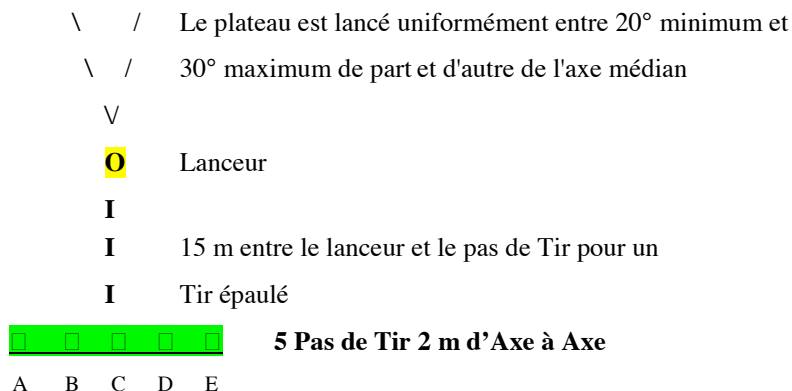 \ / Le plateau est lancé uniformément entre 20° minimum et
\ / 30° maximum de part et d'autre de l'axe médian
\/
O Lanceur
I
I 15 m entre le lanceur et le pas de Tir pour un
I Tir épaulé
□ □ □ □ □ 5 Pas de Tir 2 m d’Axe à Axe
A B C D E